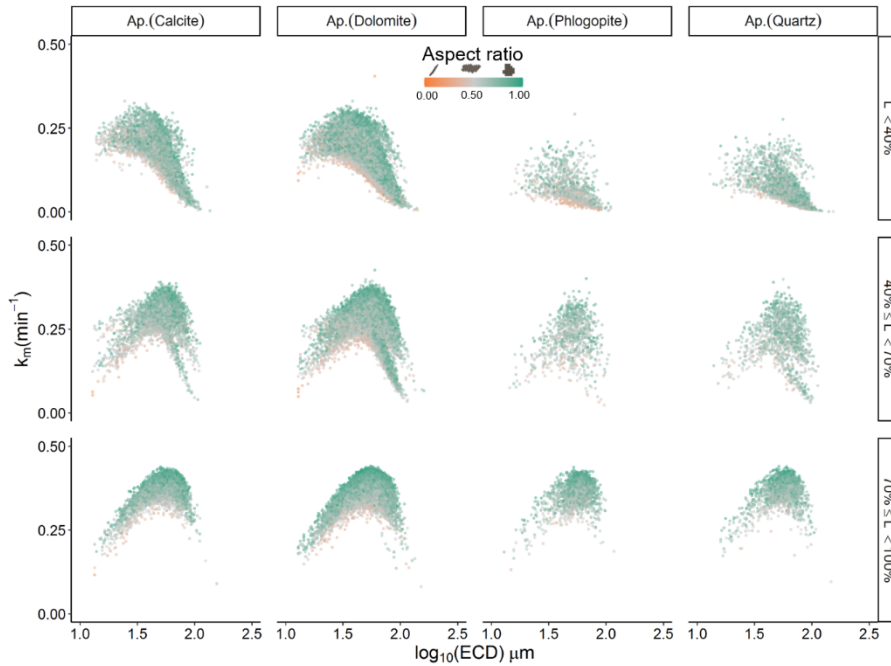 Ap.(Calcite) Ap.(Dolomite) Ap.(Phlogopite) Ap.(Quartz)
Aspect ratio
0.00 0.50 1.00
0.50
0.25
0.00
L < 40%
0.50
0.25
0.00
40% ≤ L < 70%
0.50
0.25
0.00
70% ≤ L < 100%
kₘ(min⁻¹)
1.0 1.5 2.0 2.5 1.0 1.5 2.0 2.5 1.0 1.5 2.0 2.5 1.0 1.5 2.0 2.5
log₁₀(ECD) μm